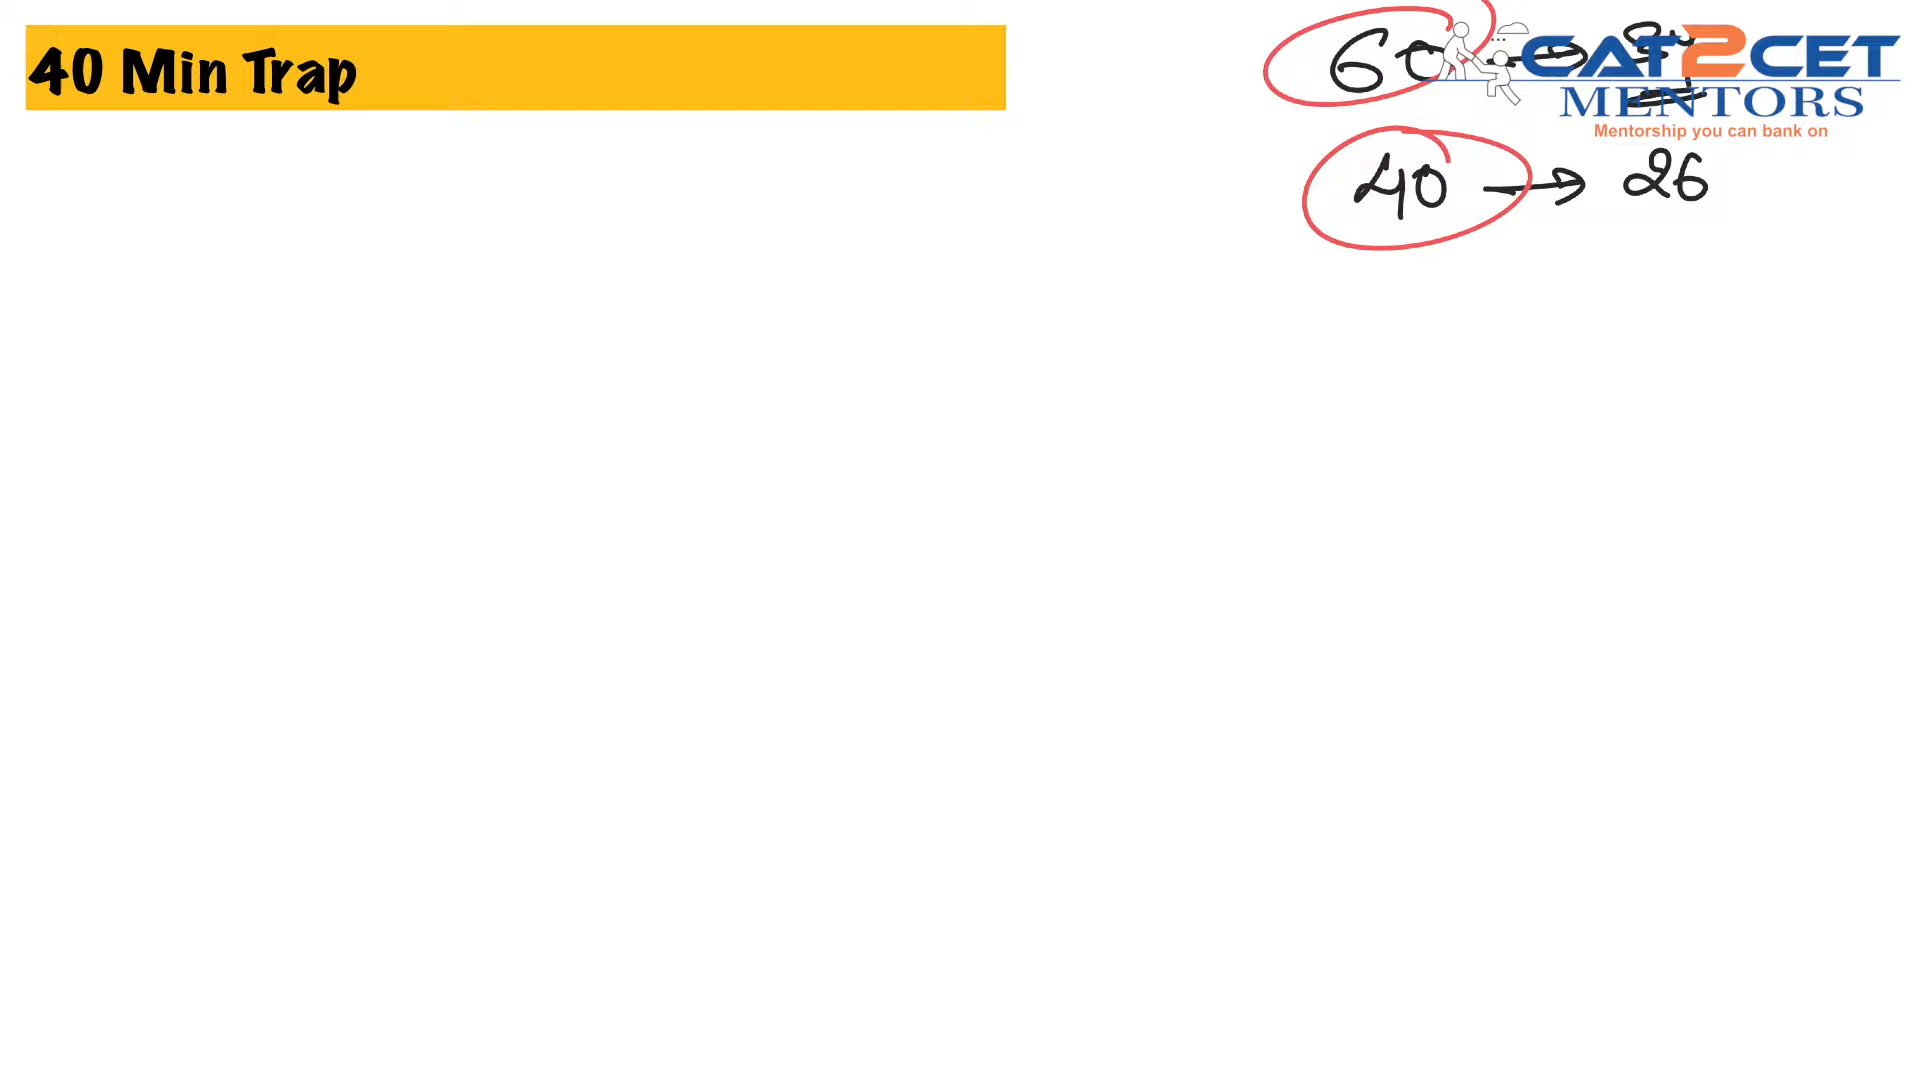 40 Min Trap
60
CAT2CET
MENTORS
Mentorship you can bank on
40 → 26